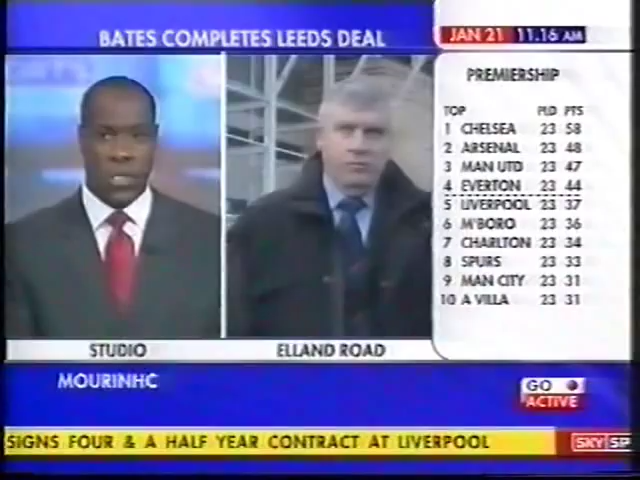 BATES COMPLETES LEEDS DEAL
JAN 21 11.16 AM
PREMIERSHIP
TOP PLD PTS
1 CHELSEA 23 58
2 ARSENAL 23 48
3 MAN UTD 23 47
4 EVERTON 23 44
5 LIVERPOOL 23 37
6 M'BORO 23 36
7 CHARLTON 23 34
8 SPURS 23 33
9 MAN CITY 23 31
10 A VILLA 23 31
STUDIO
ELLAND ROAD
MOURINHC
GO
ACTIVE
SIGNS FOUR & A HALF YEAR CONTRACT AT LIVERPOOL
SKY SP